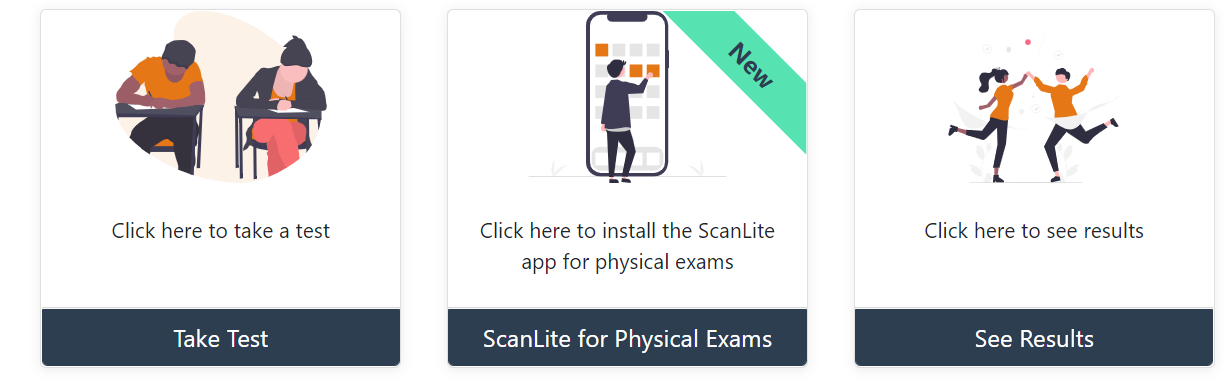 New
Click here to take a test
Click here to install the ScanLite
app for physical exams
Click here to see results
Take Test
ScanLite for Physical Exams
See Results